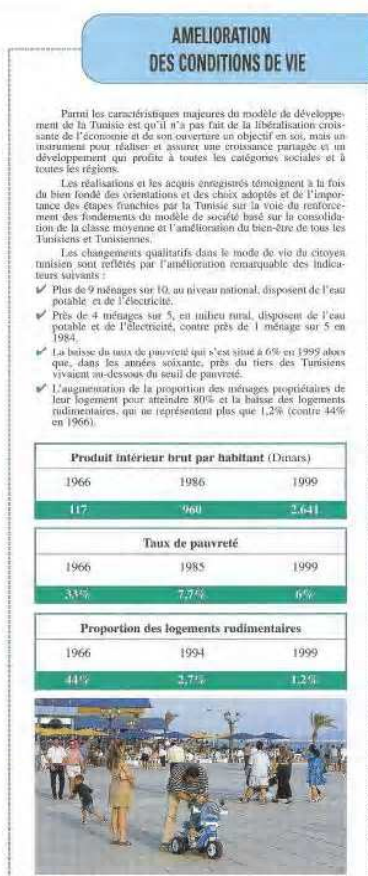 AMELIORATION
DES CONDITIONS DE VIE
Parmi les caractéristiques majeures du modèle de développe-
ment de la Tunisie est qu'il n'a pas fait de la libéralisation crois-
sante de l'économie et de son ouverture un objectif en soi, mais un
instrument pour réaliser et assurer une croissance partagée et un
développement qui profite à toutes les catégories sociales et à
toutes les régions.
Les réalisations et les acquis enregistrés témoignent à la fois
du bien fondé des orientations et des choix adoptés et de l'impor-
tance des étapes franchies par la Tunisie sur la voie du renforce-
ment des fondements du modèle de société basé sur la consolida-
tion de la classe moyenne et l'amélioration du bien-être de tous les
Tunisiens et Tunisiennes.
Les changements qualitatifs dans le mode de vie du citoyen
tunisien sont reflétés par l'amélioration remarquable des indica-
teurs suivants :
✔ Plus de 9 ménages sur 10, au niveau national, disposent de l'eau
potable et de l'électricité.
✔ Près de 4 ménages sur 5, en milieu rural, disposent de l'eau
potable et de l'électricité, contre près de 1 ménage sur 5 en
1984.
✔ La baisse du taux de pauvreté qui s'est situé à 6% en 1999 alors
que, dans les années soixante, près du tiers des Tunisiens
vivaient au-dessous du seuil de pauvreté.
✔ L'augmentation de la proportion des ménages propriétaires de
leur logement pour atteindre 80% et la baisse des logements
rudimentaires, qui ne représentent plus que 1,2% (contre 44%
en 1966).
Produit intérieur brut par habitant (Dinars)
1966 1986 1999
117 960 2.641
Taux de pauvreté
1966 1985 1999
33% 7,7% 6%
Proportion des logements rudimentaires
1966 1994 1999
44% 2,7% 1,2%